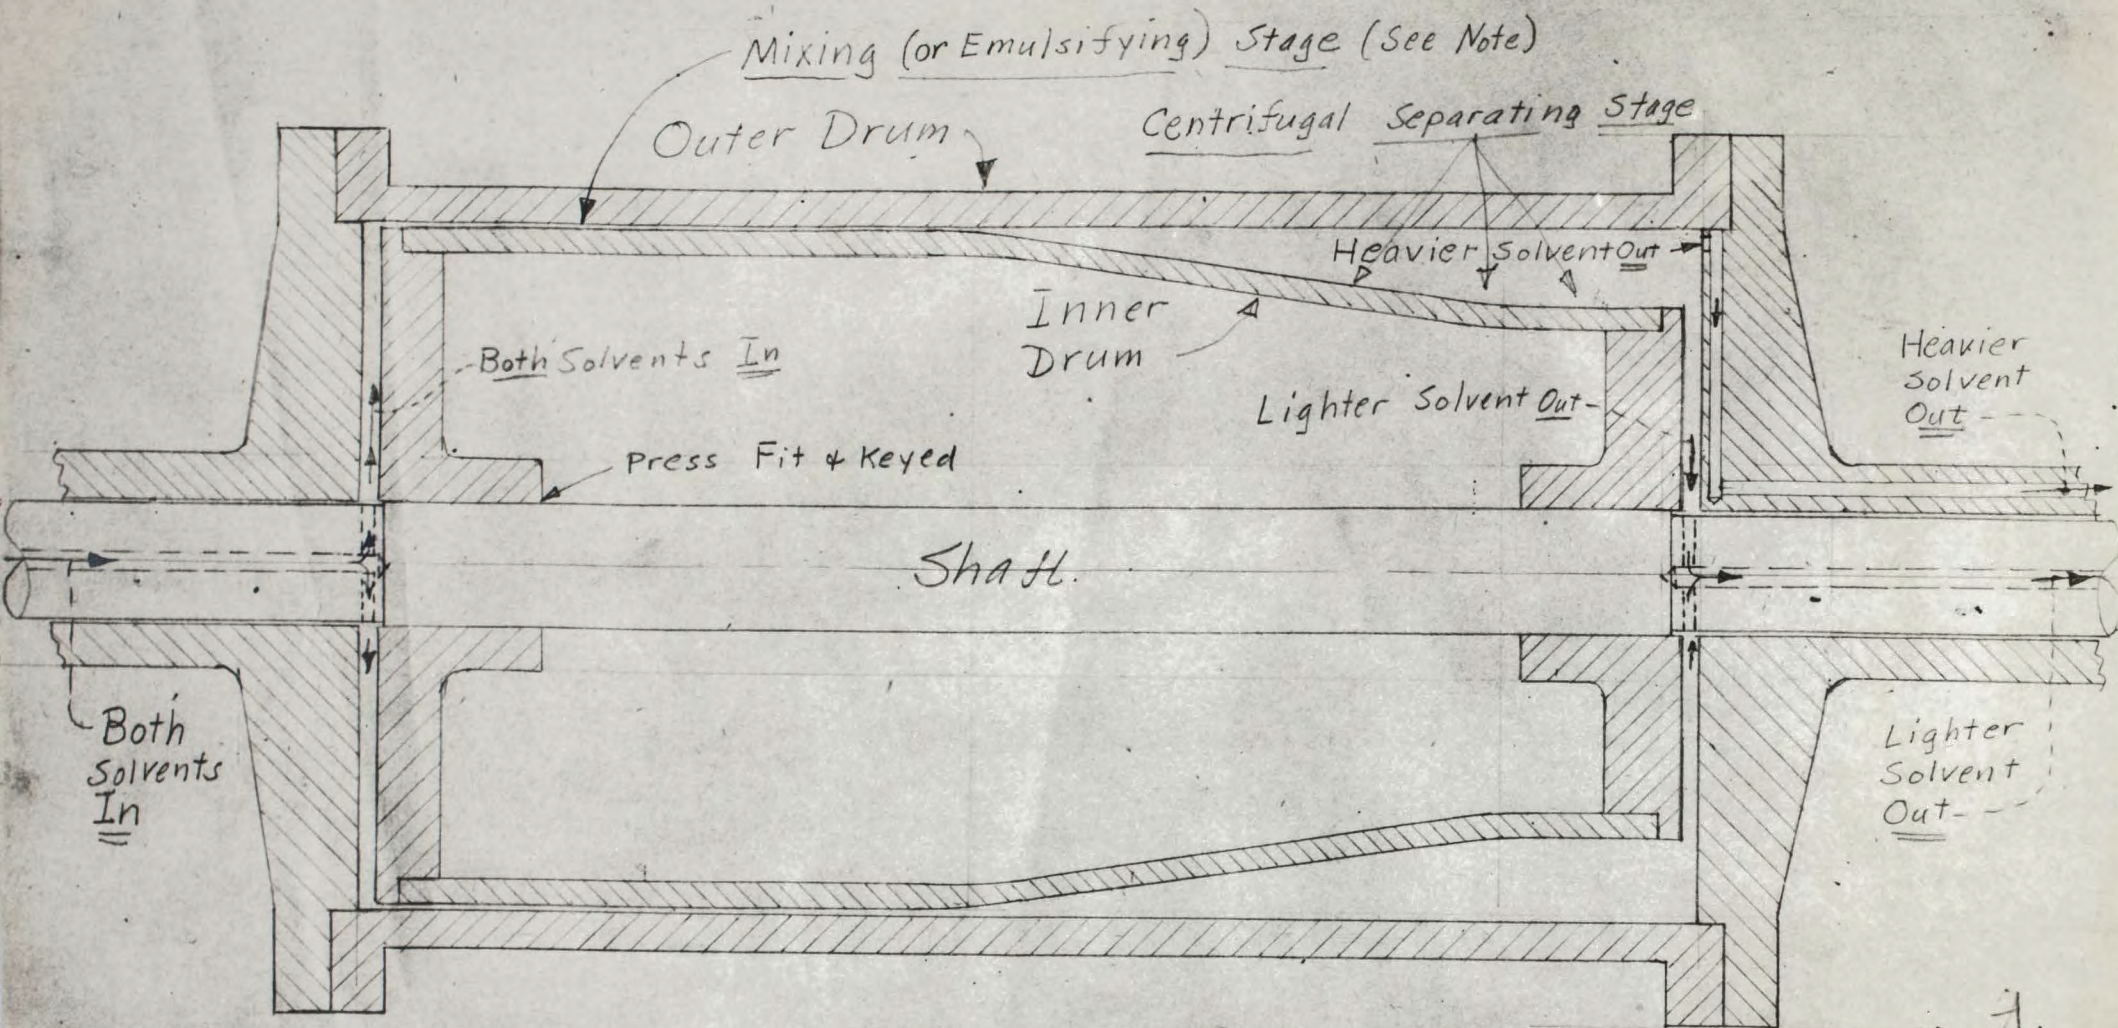 Mixing (or Emulsifying) Stage (See Note)
Outer Drum
Centrifugal Separating Stage
Heavier Solvent Out
Inner
Drum
Both Solvents In
Lighter Solvent Out
Heavier
Solvent
Out
Press Fit & Keyed
Shaft.
Both
Solvents
In
Lighter
Solvent
Out